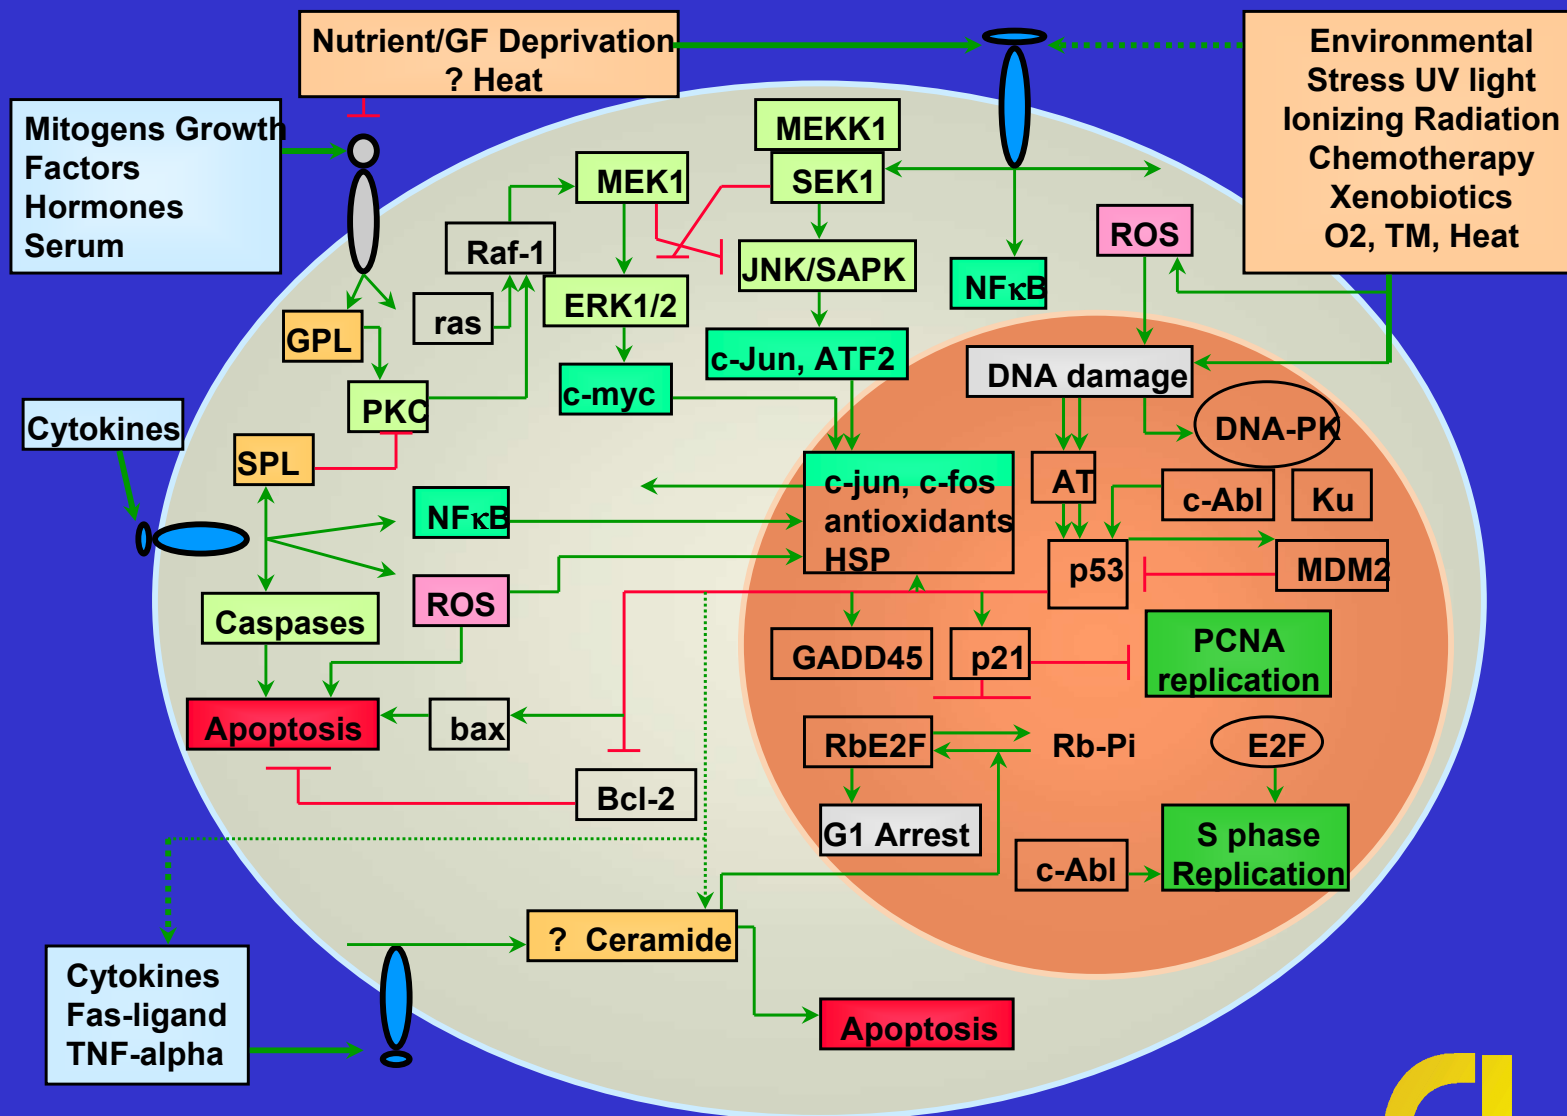 Nutrient/GF Deprivation
? Heat
Environmental
Stress UV light
Ionizing Radiation
Chemotherapy
Xenobiotics
O2, TM, Heat
Mitogens Growth
Factors
Hormones
Serum
MEKK1
SEK1
MEK1
Raf-1
ROS
JNK/SAPK
NFκB
ERK1/2
ras
GPL
c-Jun, ATF2
DNA damage
c-myc
PKC
DNA-PK
Cytokines
SPL
c-jun, c-fos
antioxidants
HSP
AT
c-Abl
Ku
NFκB
p53
MDM2
ROS
Caspases
GADD45
p21
PCNA
replication
Apoptosis
bax
RbE2F
Rb-Pi
E2F
Bcl-2
G1 Arrest
c-Abl
S phase
Replication
? Ceramide
Cytokines
Fas-ligand
TNF-alpha
Apoptosis